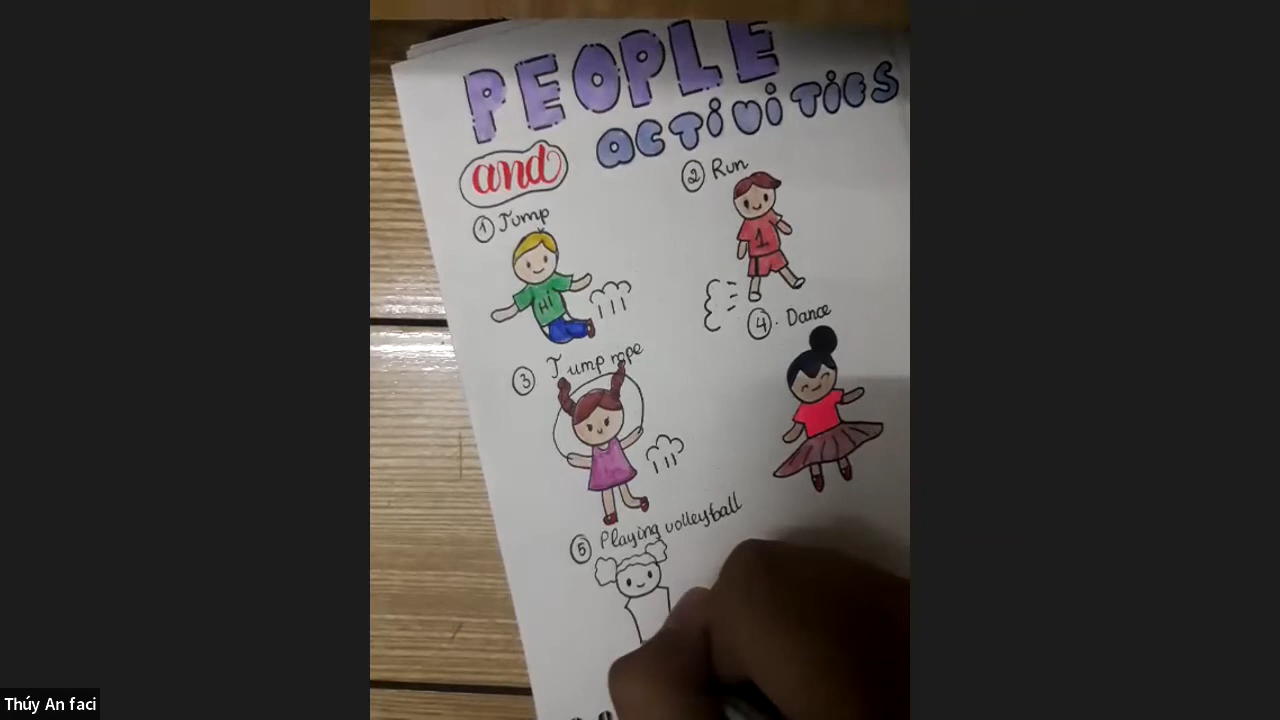 PEOPLE
and ACTIVITIES
① Jump
② Run
HI
1
③ Jump rope
④. Dance
⑤ Playing volleyball
Thúy An faci